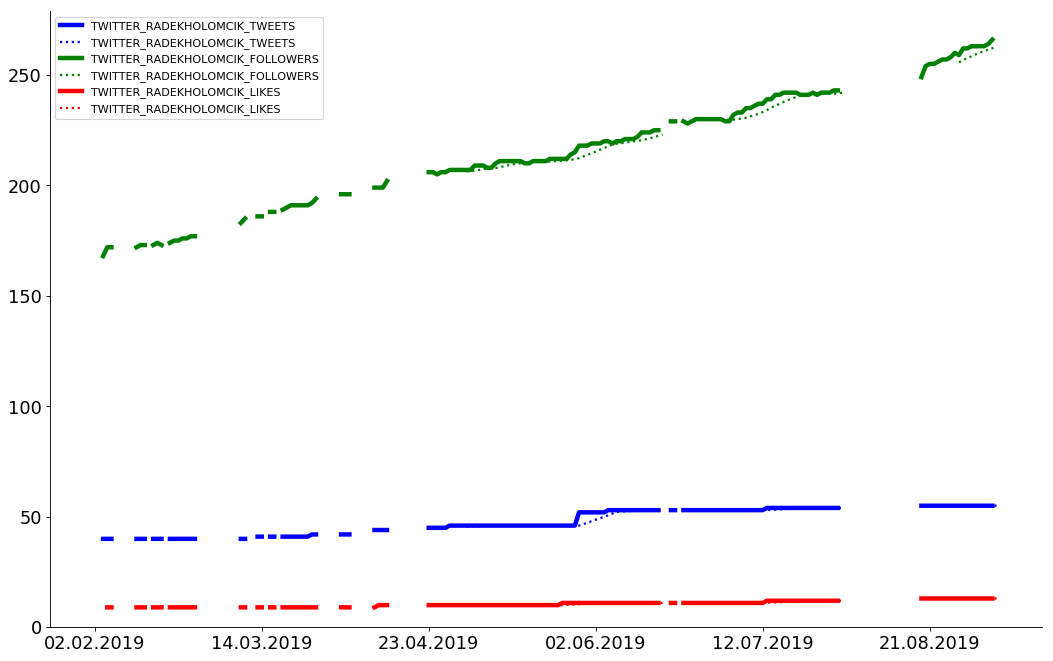 TWITTER_RADEKHOLOMCIK_TWEETS
TWITTER_RADEKHOLOMCIK_TWEETS
TWITTER_RADEKHOLOMCIK_FOLLOWERS
TWITTER_RADEKHOLOMCIK_FOLLOWERS
TWITTER_RADEKHOLOMCIK_LIKES
TWITTER_RADEKHOLOMCIK_LIKES
250
200
150
100
50
0
02.02.2019 14.03.2019 23.04.2019 02.06.2019 12.07.2019 21.08.2019